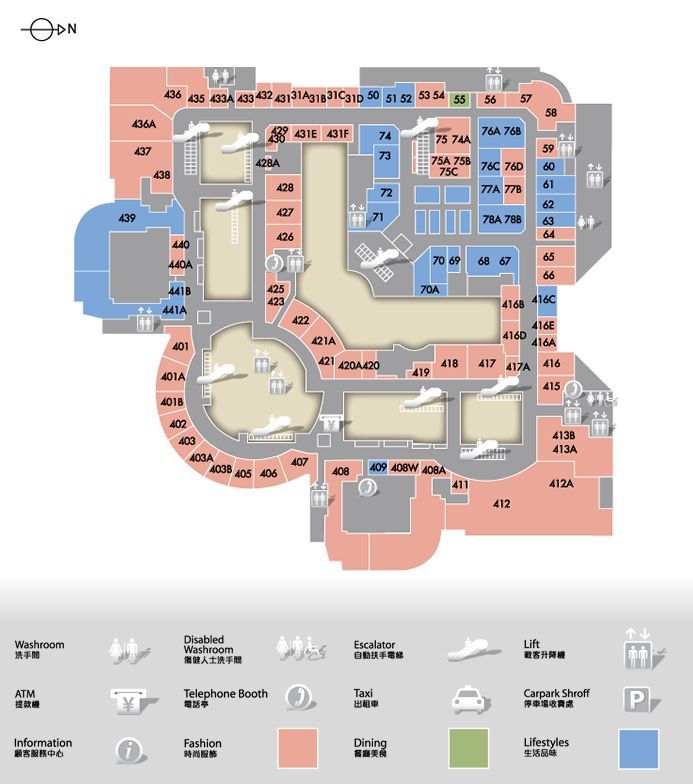 N
436 435 433A 433 432 431 31A 31B 31C 31D 50 51 52 53 54 55 56 57
58
436A
437
438
439
440
440A
441B
441A
429
430 431E 431F
428A
428
427
426
425
423
422
421A
421 420A 420
419 418 417 417A
74
73
72
71
75 74A
75A 75B
75C
76A 76B
76C 76D
77A 77B
78A 78B
59
60
61
62
63
64
65
66
70 69 68 67
70A
416B 416C
416D 416E
416A
416
415
401
401A
401B
402
403
403A
403B 405 406 407
408 409 408W 408A
411
412
413B
413A
412A
Washroom
洗手間
Disabled
Washroom
傷健人士洗手間
Escalator
自動扶手電梯
Lift
載客升降機
ATM
提款機
Telephone Booth
電話亭
Taxi
出租車
Carpark Shroff
停車場收費處
P
Information
顧客服務中心
Fashion
時尚服飾
Dining
餐廳美食
Lifestyles
生活品味